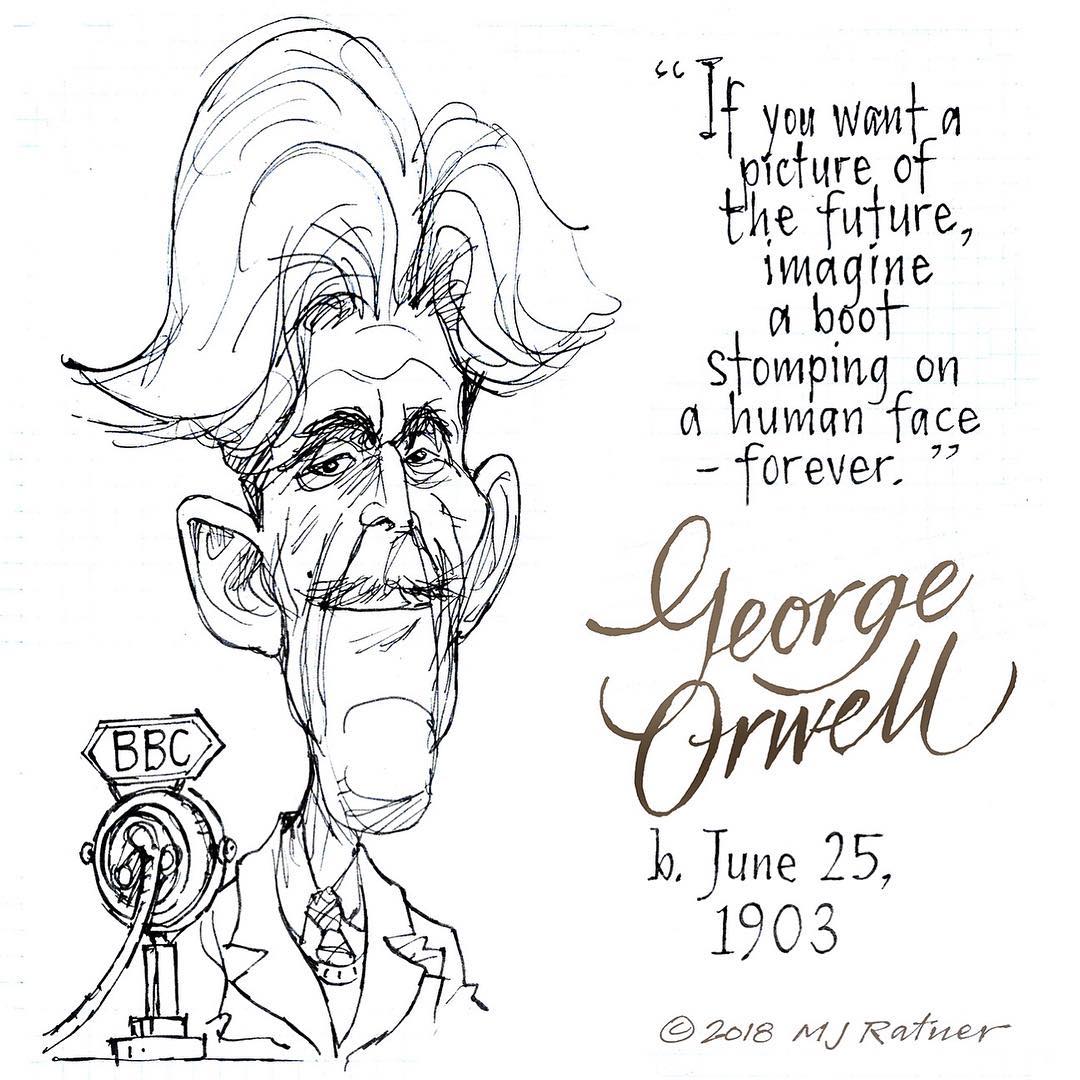 BBC
“If you want a
picture of
the future,
imagine
a boot
stomping on
a human face
- forever.”
George
Orwell
b. June 25,
1903
© 2018 MJ Ratner